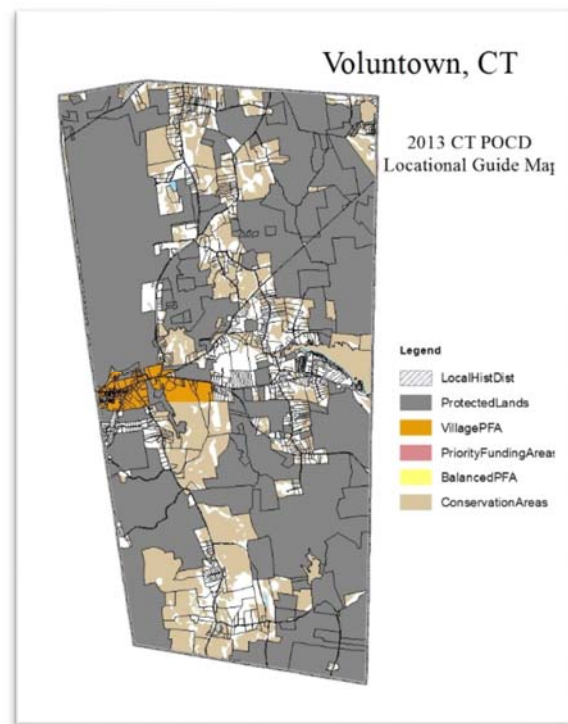 Voluntown, CT
2013 CT POCD
Locational Guide Map
Legend
LocalHistDist
ProtectedLands
VillagePFA
PriorityFundingAreas
BalancedPFA
ConservationAreas